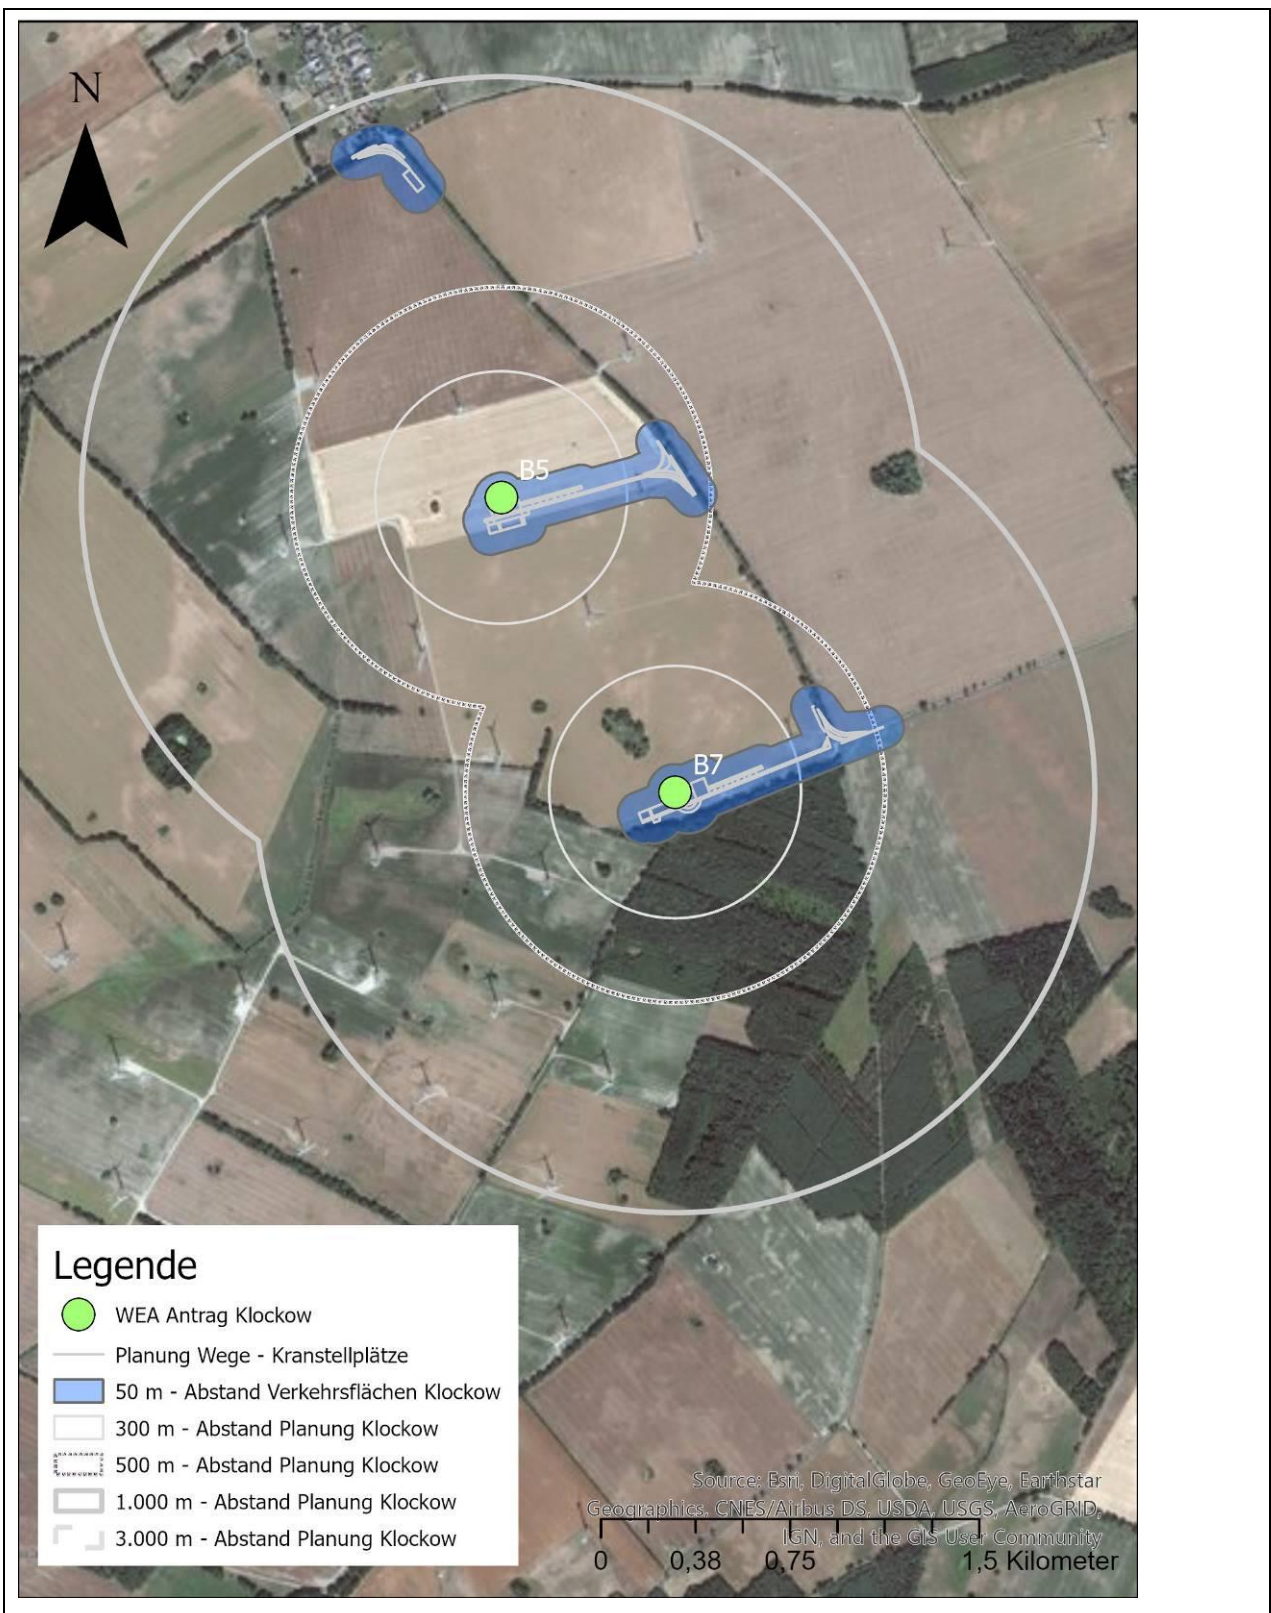 N
B5
B7
Legende
WEA Antrag Klockow
Planung Wege - Kranstellplätze
50 m - Abstand Verkehrsflächen Klockow
300 m - Abstand Planung Klockow
500 m - Abstand Planung Klockow
1.000 m - Abstand Planung Klockow
3.000 m - Abstand Planung Klockow
Source: Esri, DigitalGlobe, GeoEye, Earthstar
Geographics, CNES/Airbus DS, USDA, USGS, AeroGRID,
IGN, and the GIS User Community
0 0,38 0,75 1,5 Kilometer